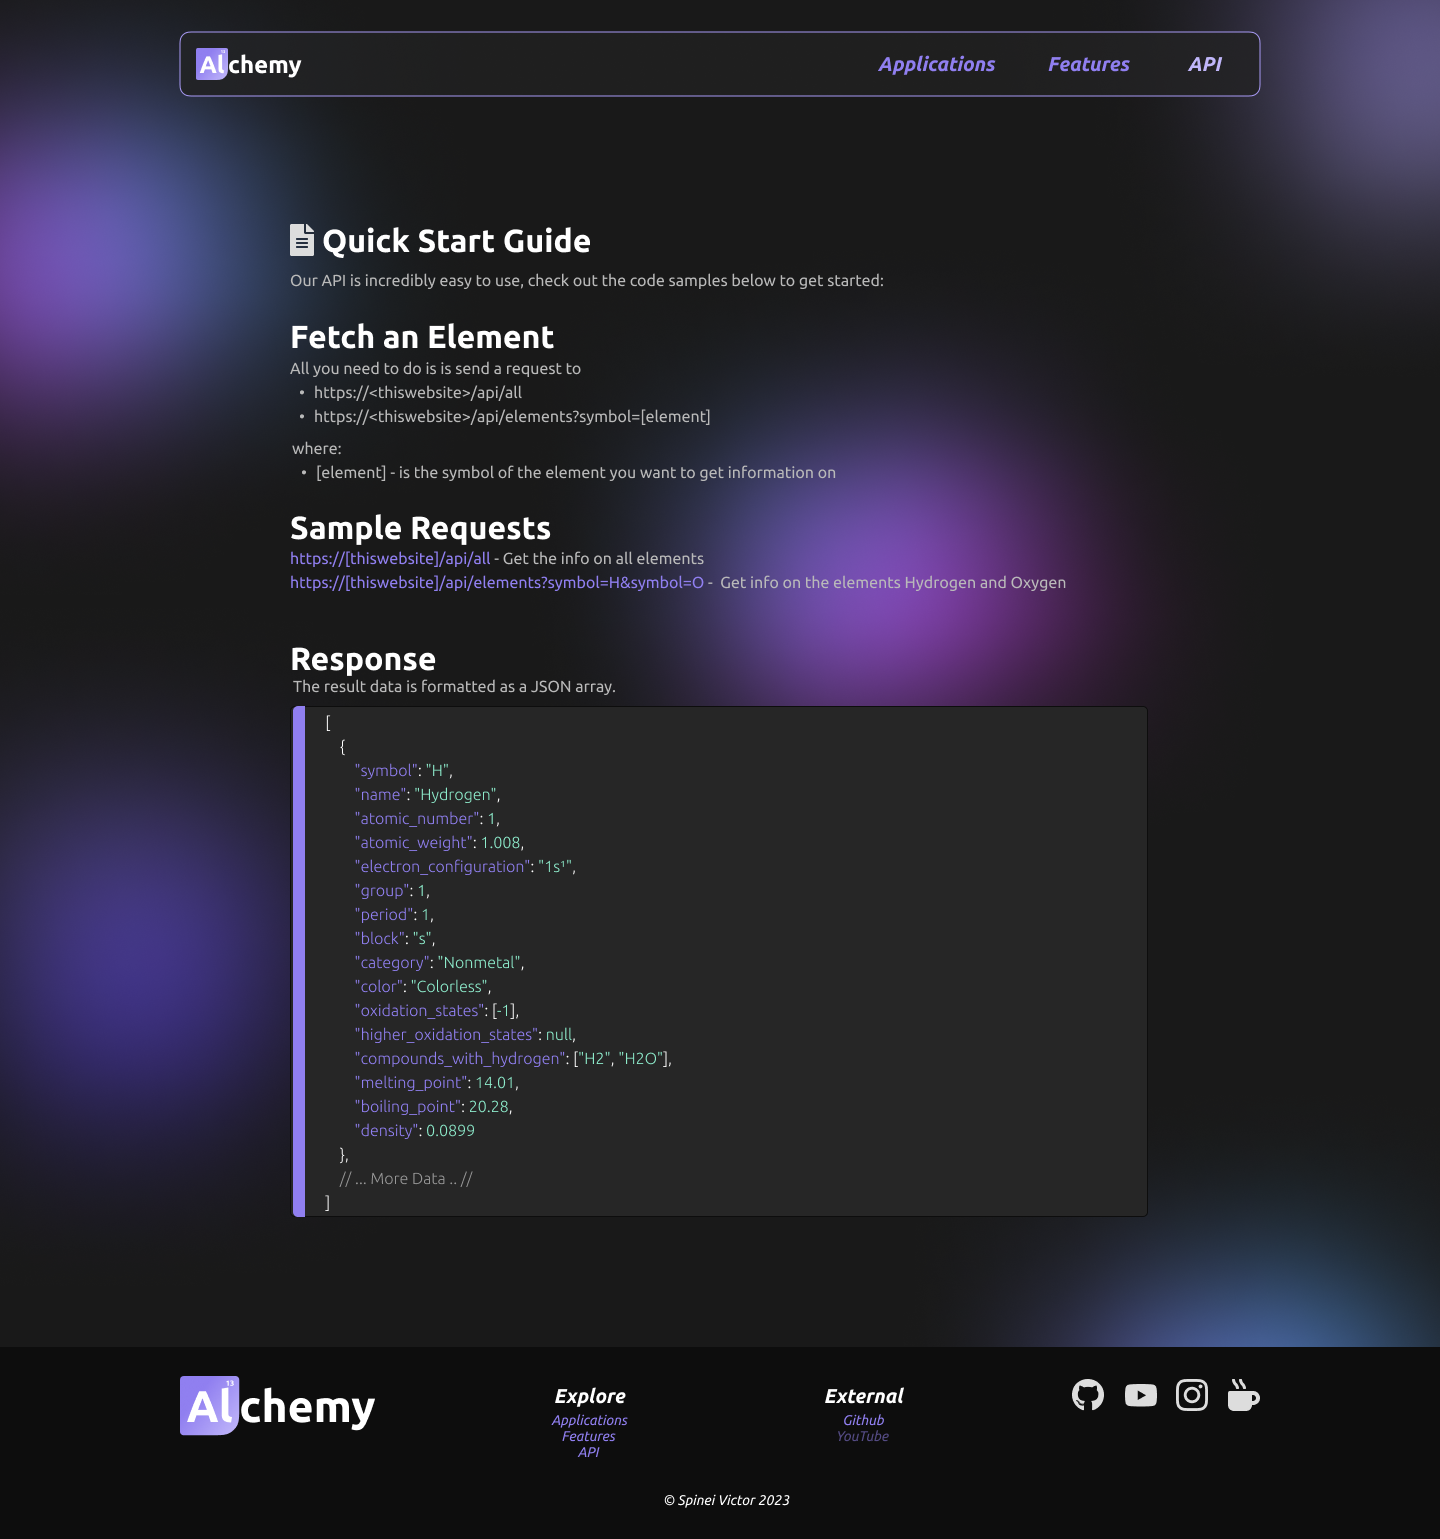 Alchemy
13
Applications Features API
Quick Start Guide
Our API is incredibly easy to use, check out the code samples below to get started:
Fetch an Element
All you need to do is is send a request to
• https://<thiswebsite>/api/all
• https://<thiswebsite>/api/elements?symbol=[element]
where:
• [element] - is the symbol of the element you want to get information on
Sample Requests
https://[thiswebsite]/api/all - Get the info on all elements
https://[thiswebsite]/api/elements?symbol=H&symbol=O - Get info on the elements Hydrogen and Oxygen
Response
The result data is formatted as a JSON array.
[
{
"symbol": "H",
"name": "Hydrogen",
"atomic_number": 1,
"atomic_weight": 1.008,
"electron_configuration": "1s¹",
"group": 1,
"period": 1,
"block": "s",
"category": "Nonmetal",
"color": "Colorless",
"oxidation_states": [-1],
"higher_oxidation_states": null,
"compounds_with_hydrogen": ["H2", "H2O"],
"melting_point": 14.01,
"boiling_point": 20.28,
"density": 0.0899
},
// ... More Data .. //
]
Alchemy
13
Explore
Applications
Features
API
External
Github
YouTube
© Spinei Victor 2023